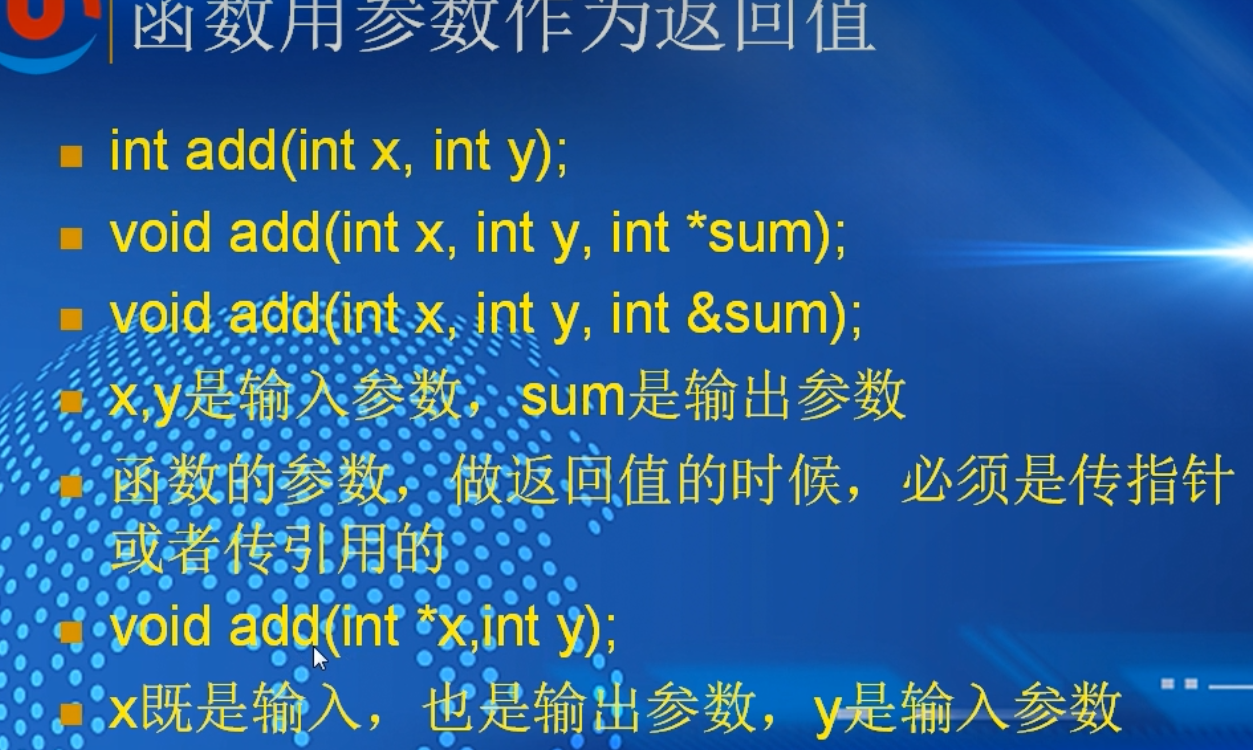 函数用参数作为返回值
int add(int x, int y);
void add(int x, int y, int *sum);
void add(int x, int y, int &sum);
x,y是输入参数，sum是输出参数
函数的参数，做返回值的时候，必须是传指针
或者传引用的
void add(int *x,int y);
x既是输入，也是输出参数，y是输入参数